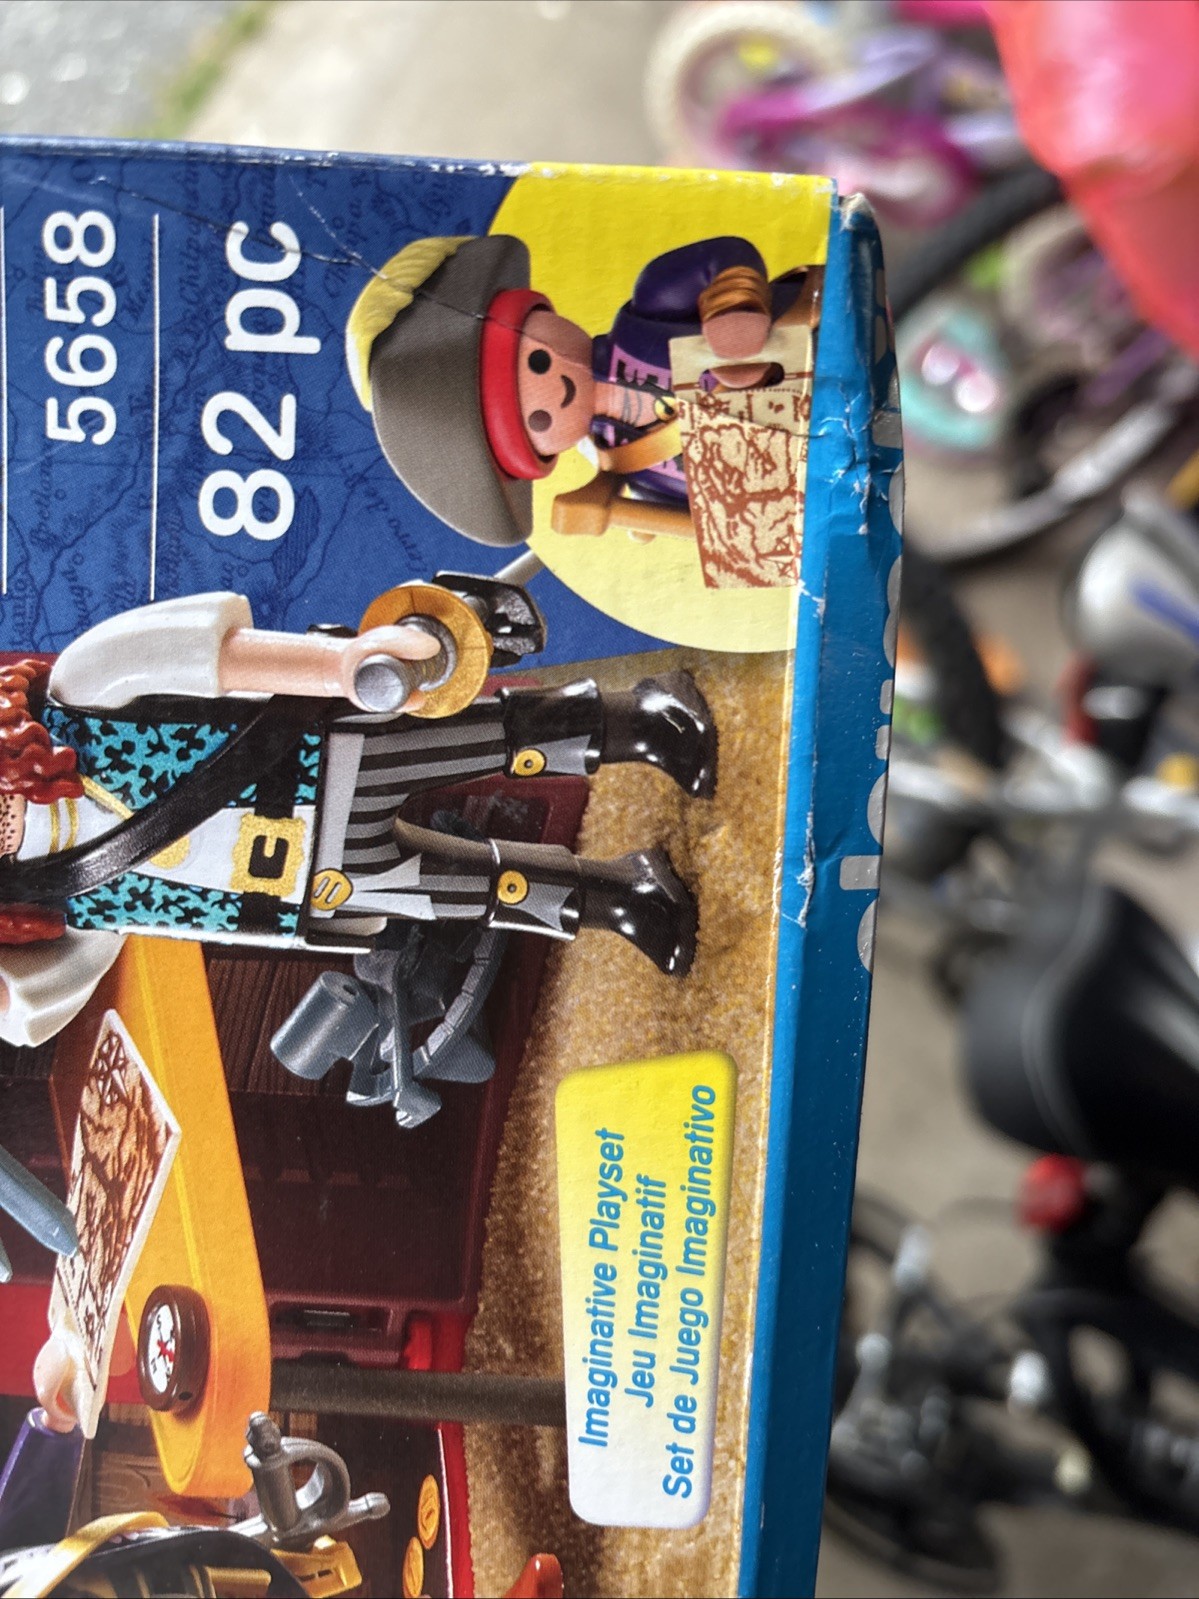 5658
82 pc
Imaginative Playset
Jeu Imaginatif
Set de Juego Imaginativo